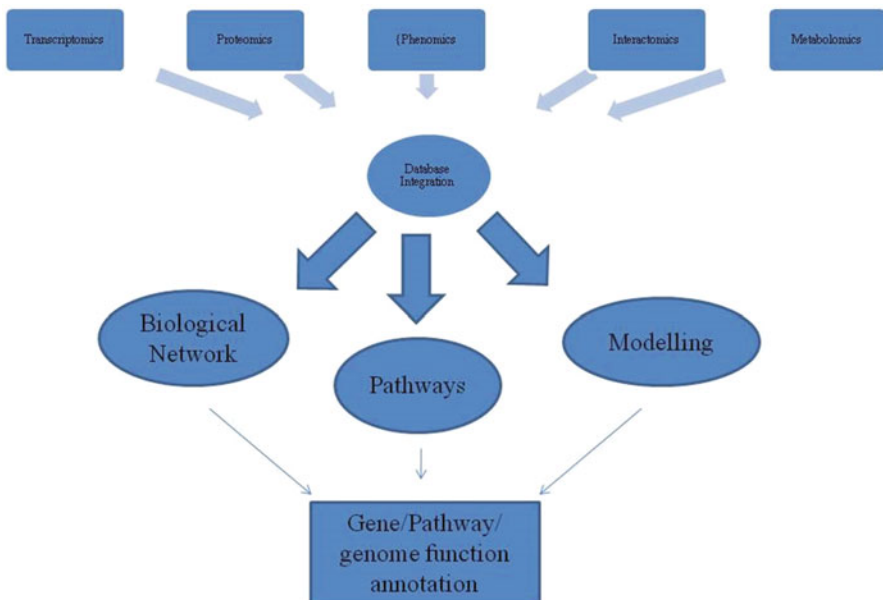 Transcriptomics
Proteomics
(Phenomics
Interactomics
Metabolomics
Database
Integration
Biological
Network
Pathways
Modelling
Gene/Pathway/
genome function
annotation